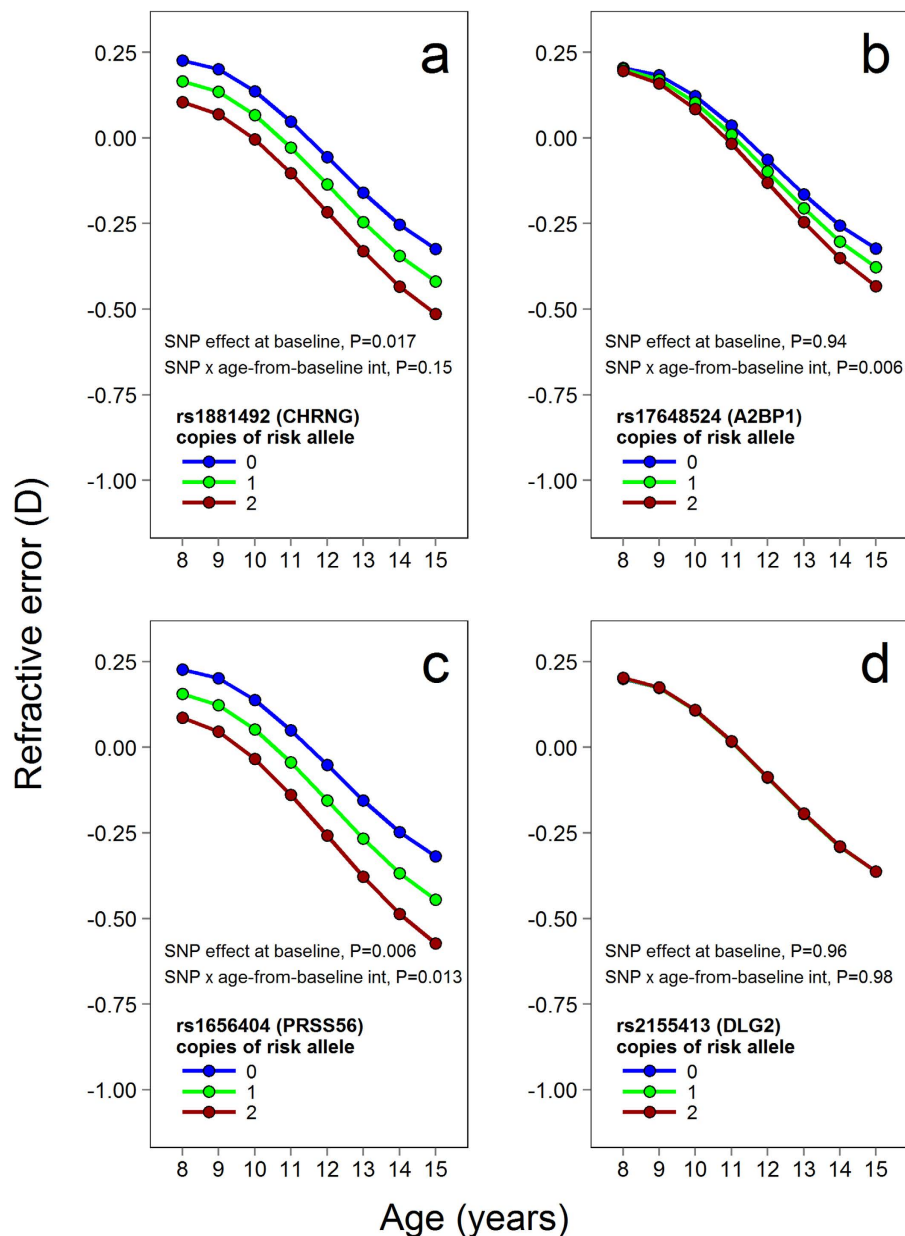 Refractive error (D)
a
0.25
0.00
-0.25
-0.50
-0.75
-1.00
SNP effect at baseline, P=0.017
SNP x age-from-baseline int, P=0.15
rs1881492 (CHRNG)
copies of risk allele
0
1
2
8 9 10 11 12 13 14 15
b
0.25
0.00
-0.25
-0.50
-0.75
-1.00
SNP effect at baseline, P=0.94
SNP x age-from-baseline int, P=0.006
rs17648524 (A2BP1)
copies of risk allele
0
1
2
8 9 10 11 12 13 14 15
c
0.25
0.00
-0.25
-0.50
-0.75
-1.00
SNP effect at baseline, P=0.006
SNP x age-from-baseline int, P=0.013
rs1656404 (PRSS56)
copies of risk allele
0
1
2
8 9 10 11 12 13 14 15
d
0.25
0.00
-0.25
-0.50
-0.75
-1.00
SNP effect at baseline, P=0.96
SNP x age-from-baseline int, P=0.98
rs2155413 (DLG2)
copies of risk allele
0
1
2
8 9 10 11 12 13 14 15
Age (years)